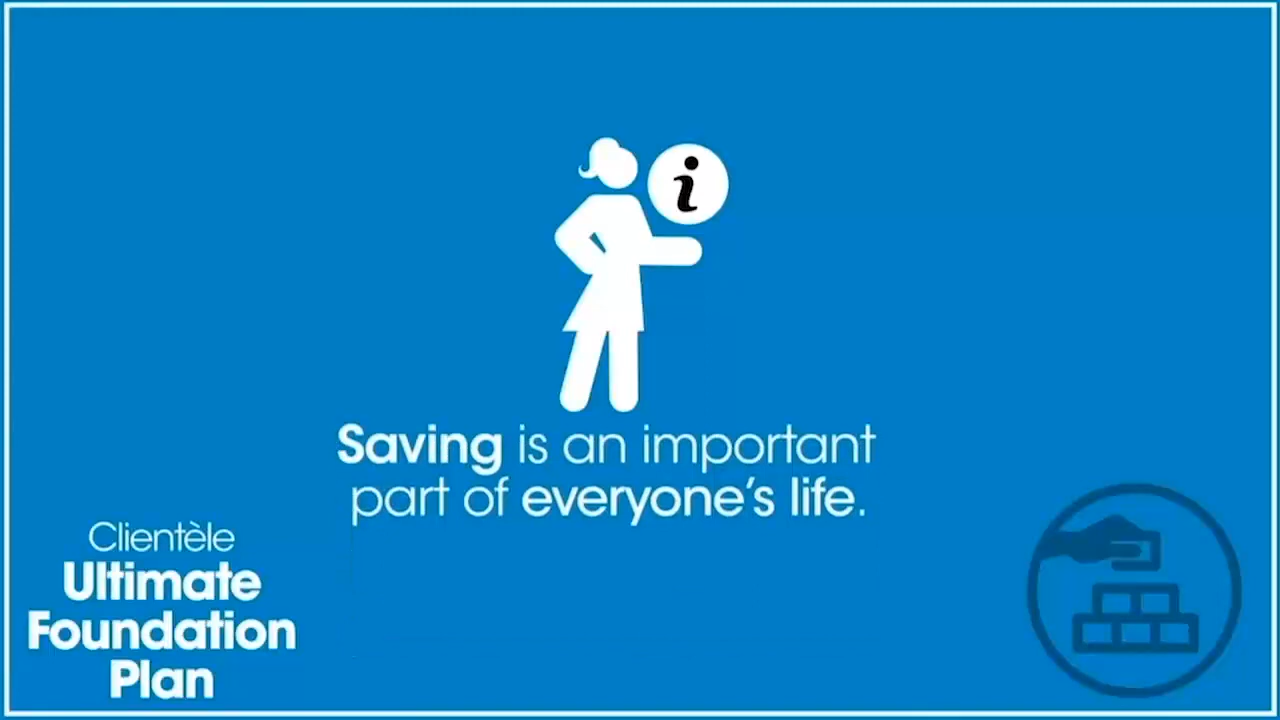 i
Saving is an important
part of everyone's life.
Clientèle
Ultimate
Foundation
Plan